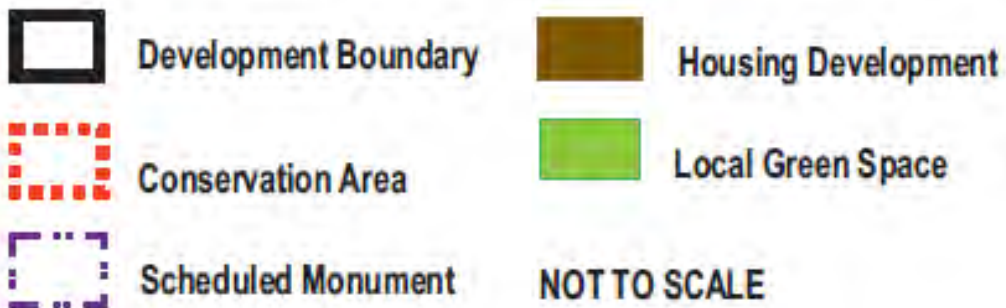 Development Boundary
Housing Development
Conservation Area
Local Green Space
Scheduled Monument
NOT TO SCALE